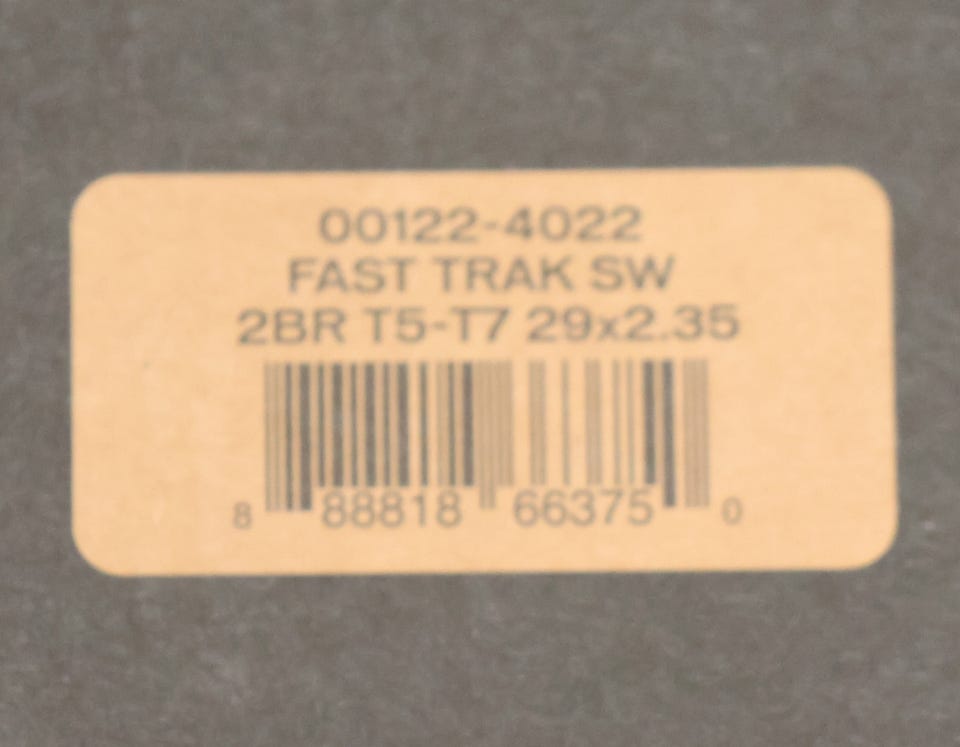 00122-4022
FAST TRAK SW
2BR T5-T7 29x2.35
8 88818 66375 0